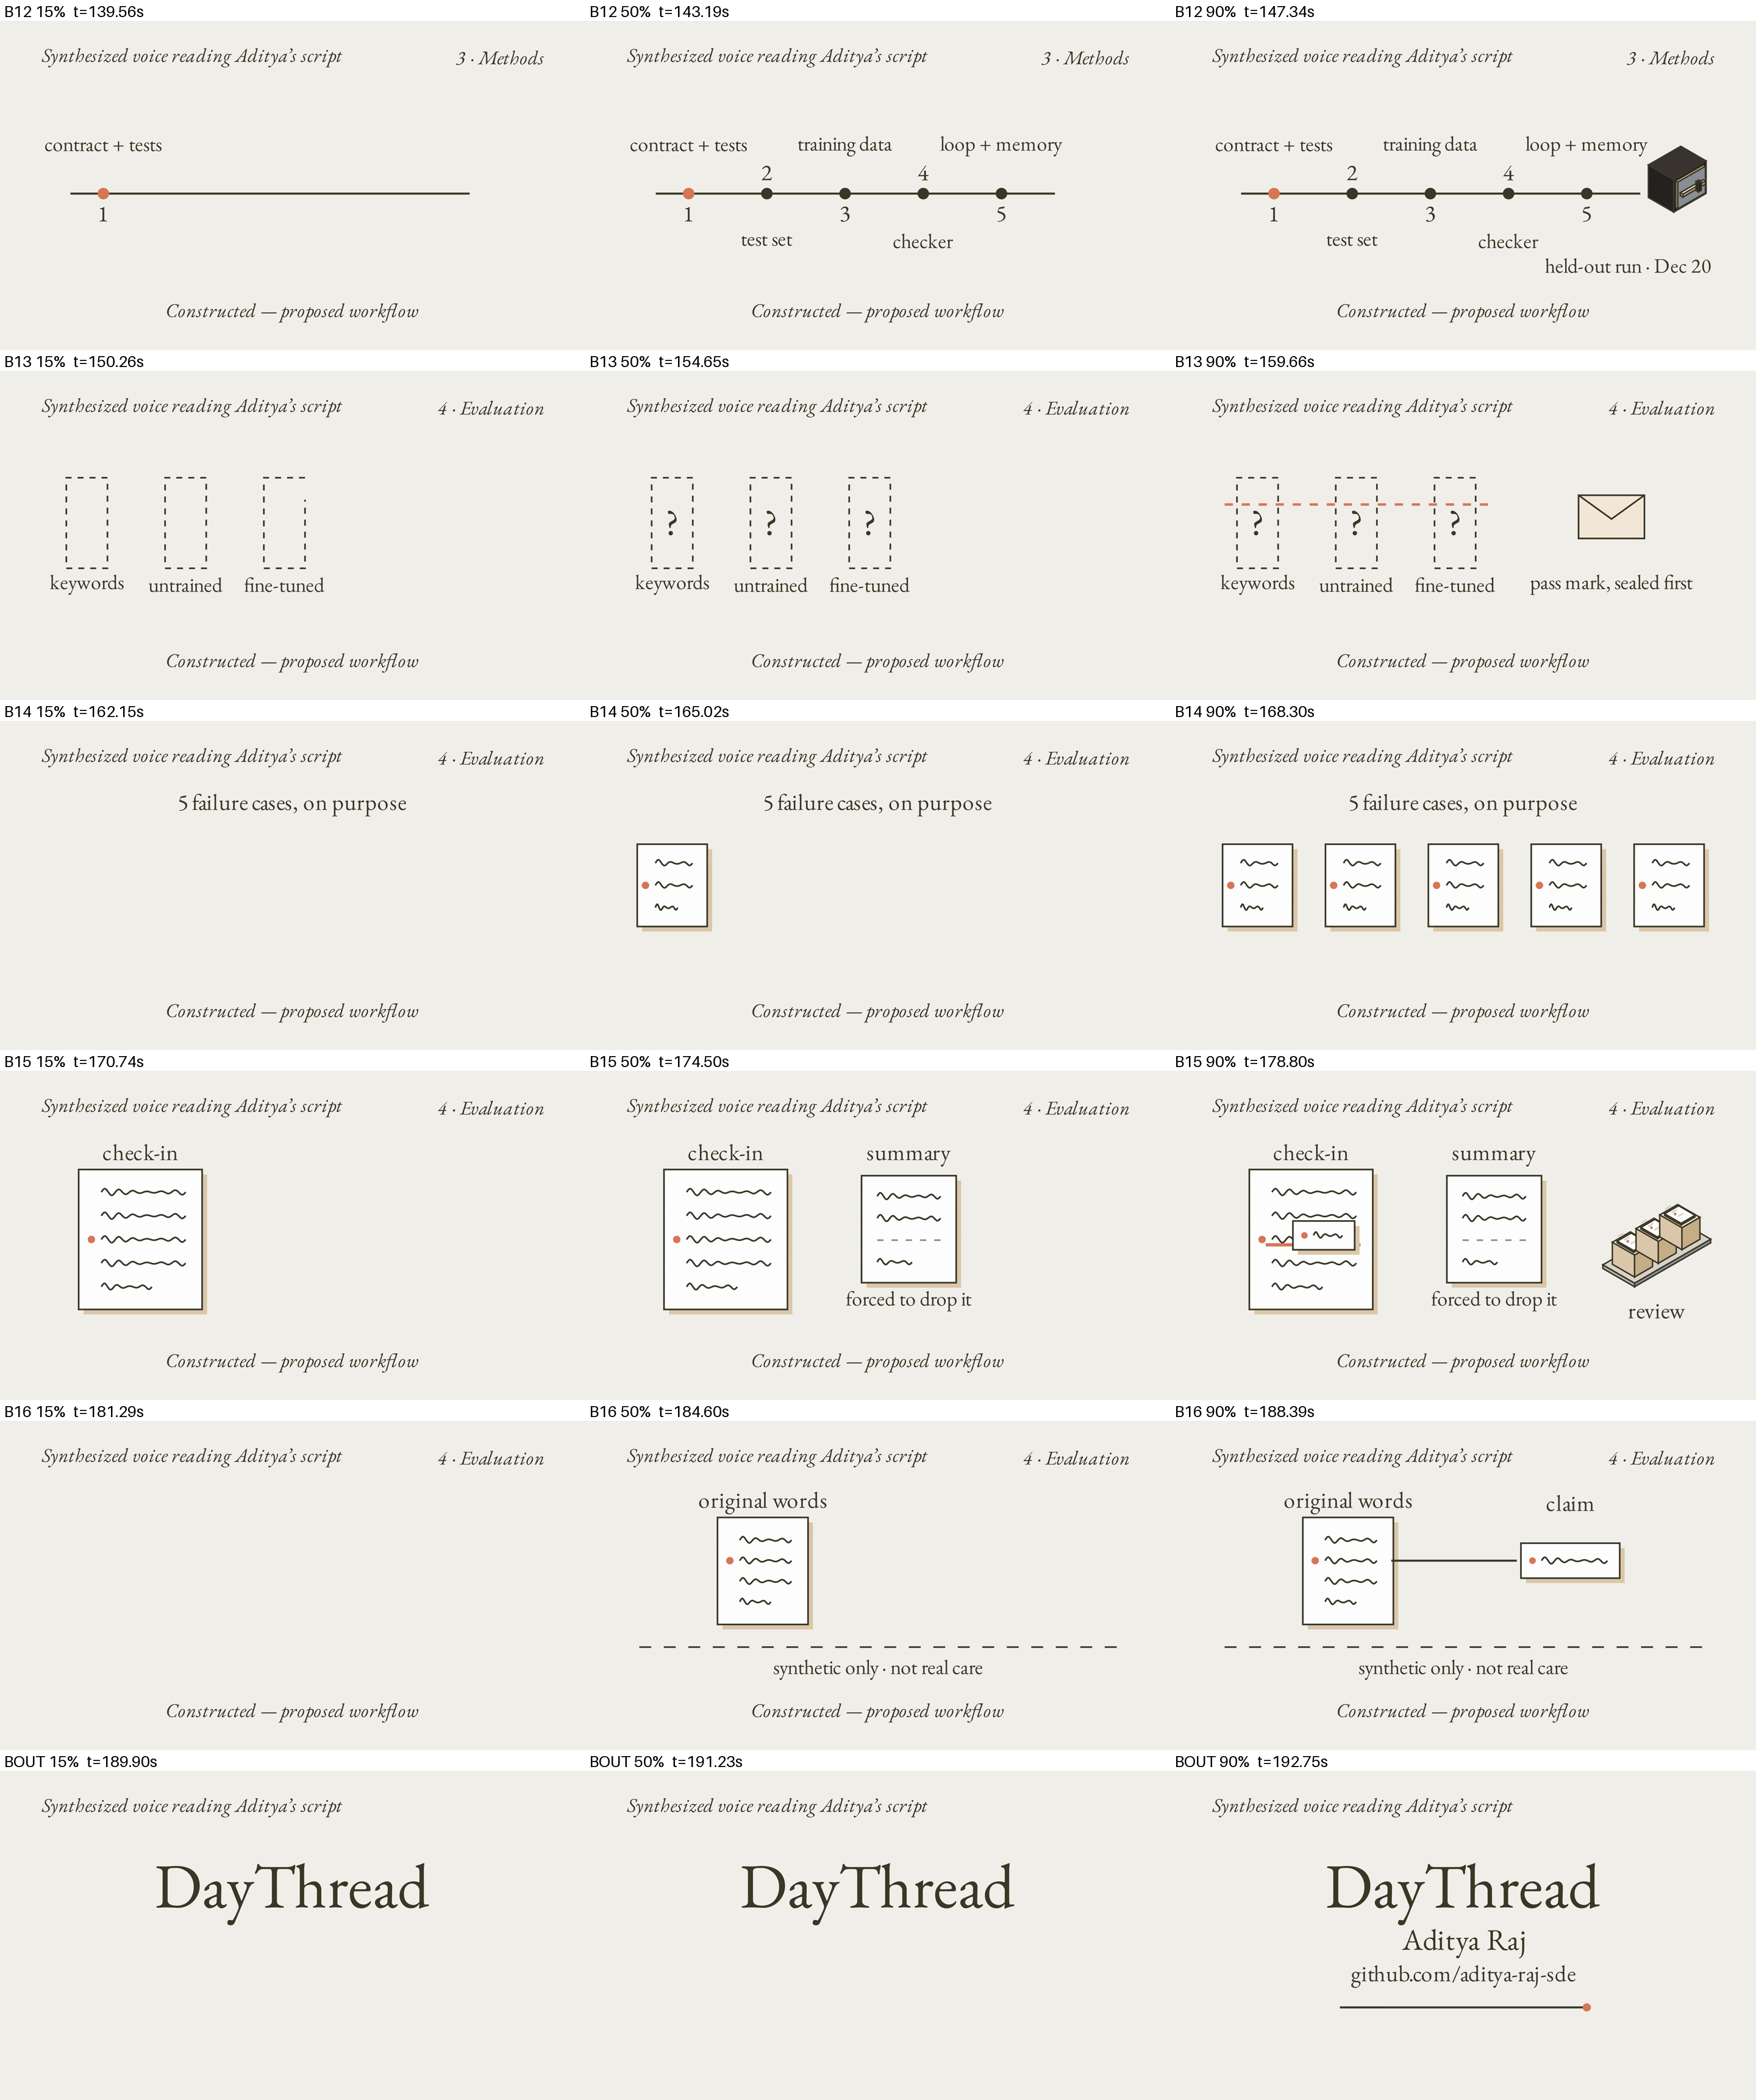 B12 15% t=139.56s
Synthesized voice reading Aditya's script
3 · Methods
contract + tests
1
Constructed — proposed workflow
B12 50% t=143.19s
Synthesized voice reading Aditya's script
3 · Methods
contract + tests
training data
loop + memory
2
4
1
3
5
test set
checker
Constructed — proposed workflow
B12 90% t=147.34s
Synthesized voice reading Aditya's script
3 · Methods
contract + tests
training data
loop + memory
2
4
1
3
5
test set
checker
held-out run · Dec 20
Constructed — proposed workflow
B13 15% t=150.26s
Synthesized voice reading Aditya's script
4 · Evaluation
keywords
untrained
fine-tuned
Constructed — proposed workflow
B13 50% t=154.65s
Synthesized voice reading Aditya's script
4 · Evaluation
? ? ?
keywords
untrained
fine-tuned
Constructed — proposed workflow
B13 90% t=159.66s
Synthesized voice reading Aditya's script
4 · Evaluation
? ? ?
keywords
untrained
fine-tuned
pass mark, sealed first
Constructed — proposed workflow
B14 15% t=162.15s
Synthesized voice reading Aditya's script
4 · Evaluation
5 failure cases, on purpose
Constructed — proposed workflow
B14 50% t=165.02s
Synthesized voice reading Aditya's script
4 · Evaluation
5 failure cases, on purpose
Constructed — proposed workflow
B14 90% t=168.30s
Synthesized voice reading Aditya's script
4 · Evaluation
5 failure cases, on purpose
Constructed — proposed workflow
B15 15% t=170.74s
Synthesized voice reading Aditya's script
4 · Evaluation
check-in
Constructed — proposed workflow
B15 50% t=174.50s
Synthesized voice reading Aditya's script
4 · Evaluation
check-in
summary
forced to drop it
Constructed — proposed workflow
B15 90% t=178.80s
Synthesized voice reading Aditya's script
4 · Evaluation
check-in
summary
forced to drop it
review
Constructed — proposed workflow
B16 15% t=181.29s
Synthesized voice reading Aditya's script
4 · Evaluation
Constructed — proposed workflow
B16 50% t=184.60s
Synthesized voice reading Aditya's script
4 · Evaluation
original words
synthetic only · not real care
Constructed — proposed workflow
B16 90% t=188.39s
Synthesized voice reading Aditya's script
4 · Evaluation
original words
claim
synthetic only · not real care
Constructed — proposed workflow
BOUT 15% t=189.90s
Synthesized voice reading Aditya's script
DayThread
BOUT 50% t=191.23s
Synthesized voice reading Aditya's script
DayThread
BOUT 90% t=192.75s
Synthesized voice reading Aditya's script
DayThread
Aditya Raj
github.com/aditya-raj-sde